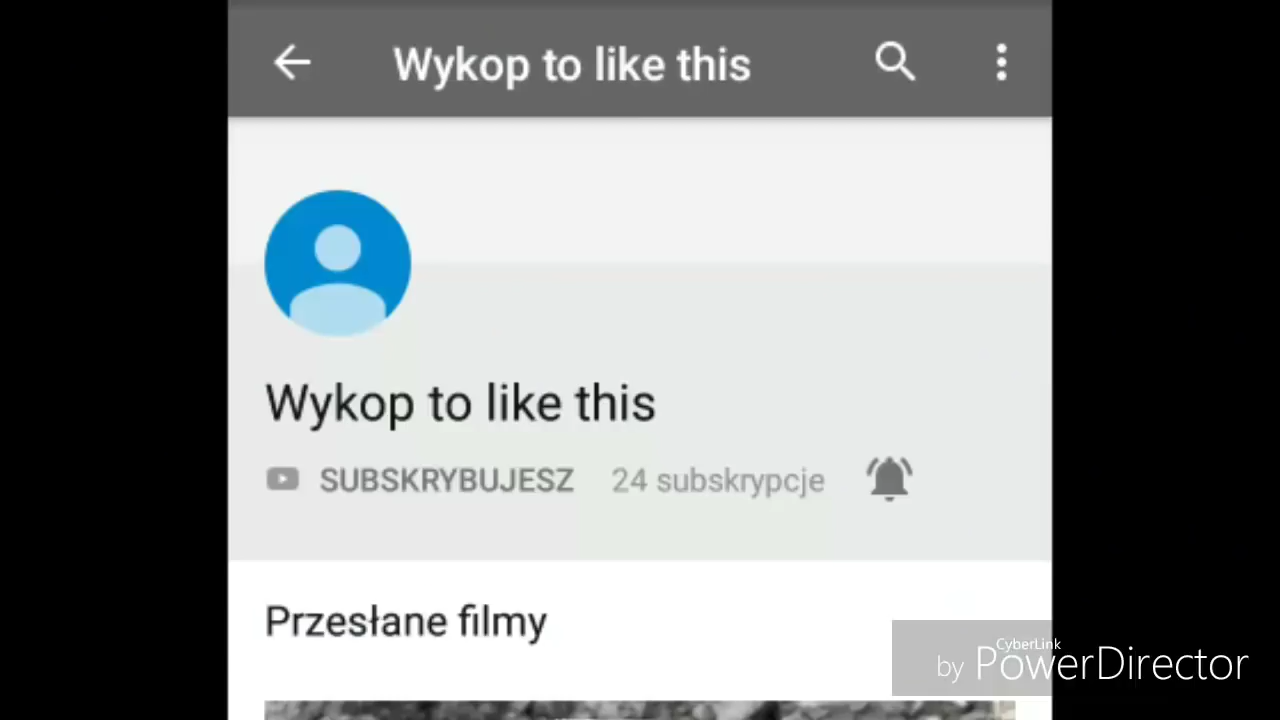 Wykop to like this
Wykop to like this
SUBSKRYBUJESZ 24 subskrypcje
Przesłane filmy
CyberLink
by PowerDirector